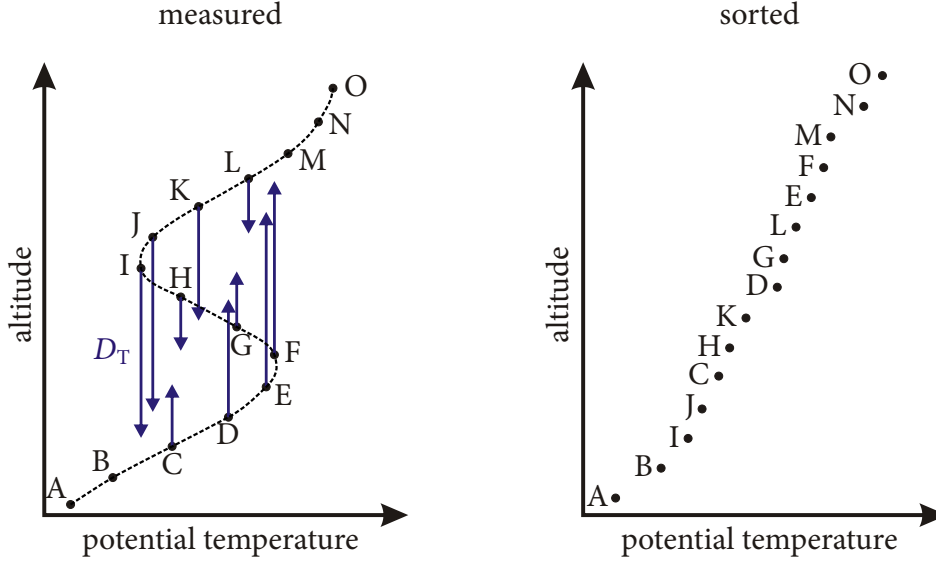 measured
O
N
M
L
K
J
I
H
G
F
E
D
C
B
A
D_T
altitude
potential temperature
sorted
O
N
M
F
E
L
G
D
K
H
C
J
I
B
A
altitude
potential temperature